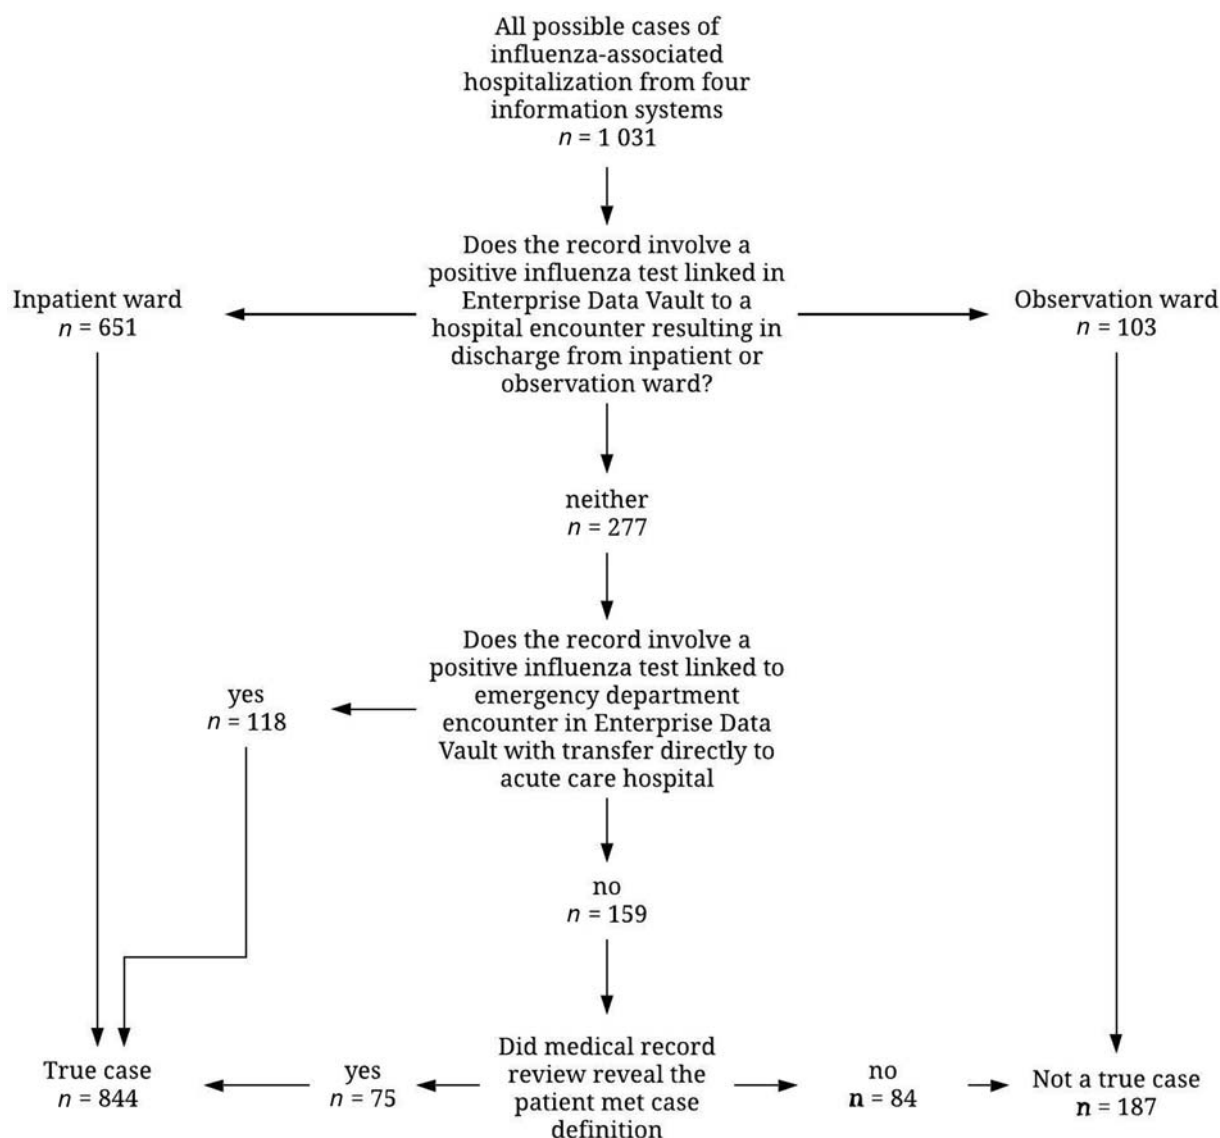 All possible cases of
influenza-associated
hospitalization from four
information systems
n = 1 031
Does the record involve a
positive influenza test linked in
Enterprise Data Vault to a
hospital encounter resulting in
discharge from inpatient or
observation ward?
Inpatient ward
n = 651
Observation ward
n = 103
neither
n = 277
Does the record involve a
positive influenza test linked to
emergency department
encounter in Enterprise Data
Vault with transfer directly to
acute care hospital
yes
n = 118
no
n = 159
Did medical record
review reveal the
patient met case
definition
yes
n = 75
True case
n = 844
no
n = 84
Not a true case
n = 187